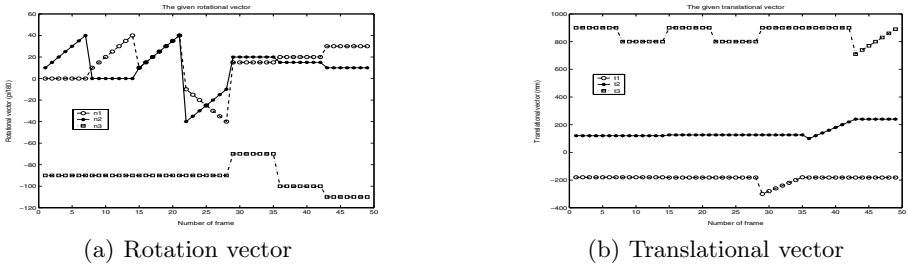 The given rotational vector
Rotational vector (pi/180)
60
40
20
0
−20
−40
−60
−80
−100
−120
n1
n2
n3
0 5 10 15 20 25 30 35 40 45 50
Number of frame
(a) Rotation vector
The given translational vector
Translational vector (mm)
1000
800
600
400
200
0
−200
−400
t1
t2
t3
0 5 10 15 20 25 30 35 40 45 50
Number of frame
(b) Translational vector